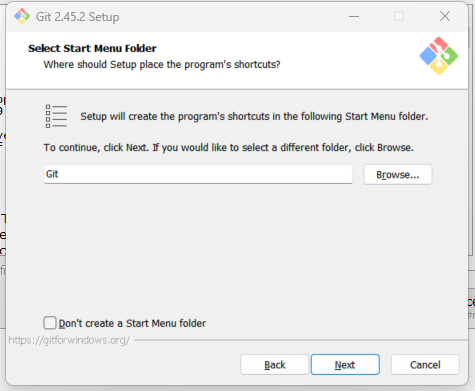 Git 2.45.2 Setup
Select Start Menu Folder
Where should Setup place the program's shortcuts?
Setup will create the program's shortcuts in the following Start Menu folder.
To continue, click Next. If you would like to select a different folder, click Browse.
Git
Browse...
Don't create a Start Menu folder
https://gitforwindows.org/
Back
Next
Cancel